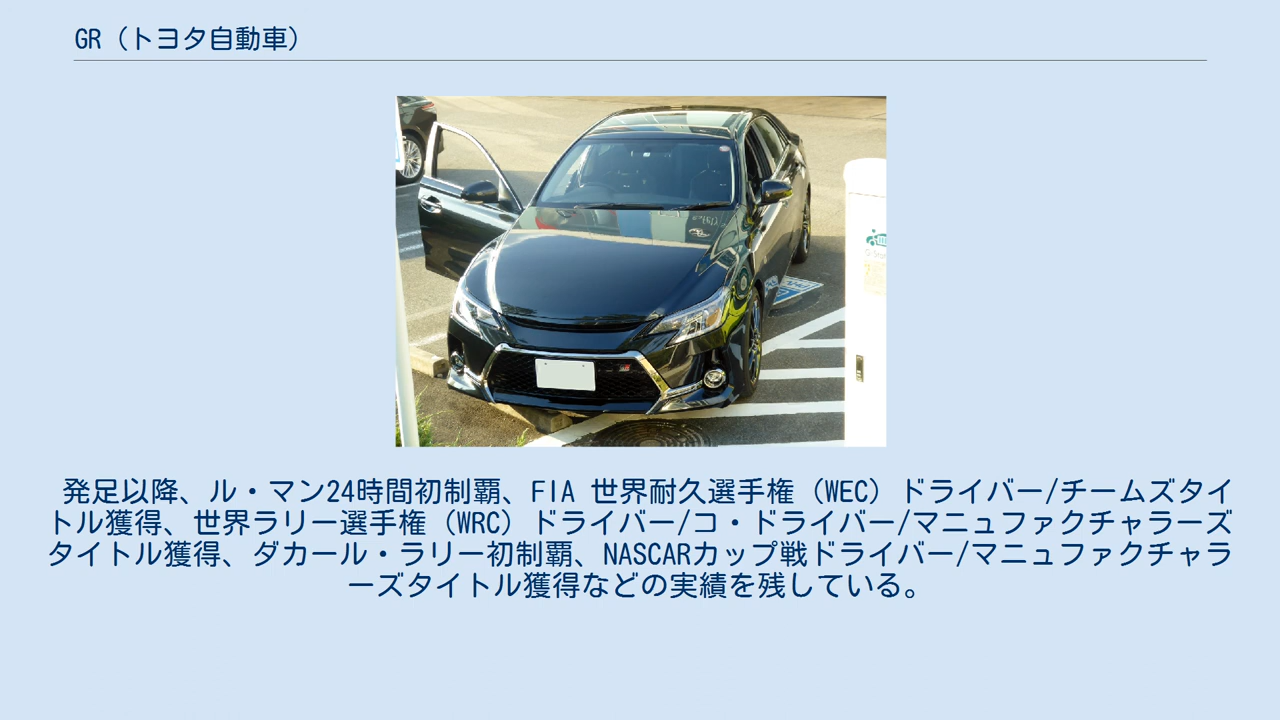 GR（トヨタ自動車）
発足以降、ル・マン24時間初制覇、FIA 世界耐久選手権（WEC）ドライバー/チームズタイ
トル獲得、世界ラリー選手権（WRC）ドライバー/コ・ドライバー/マニュファクチャラーズ
タイトル獲得、ダカール・ラリー初制覇、NASCARカップ戦ドライバー/マニュファクチャラ
ーズタイトル獲得などの実績を残している。